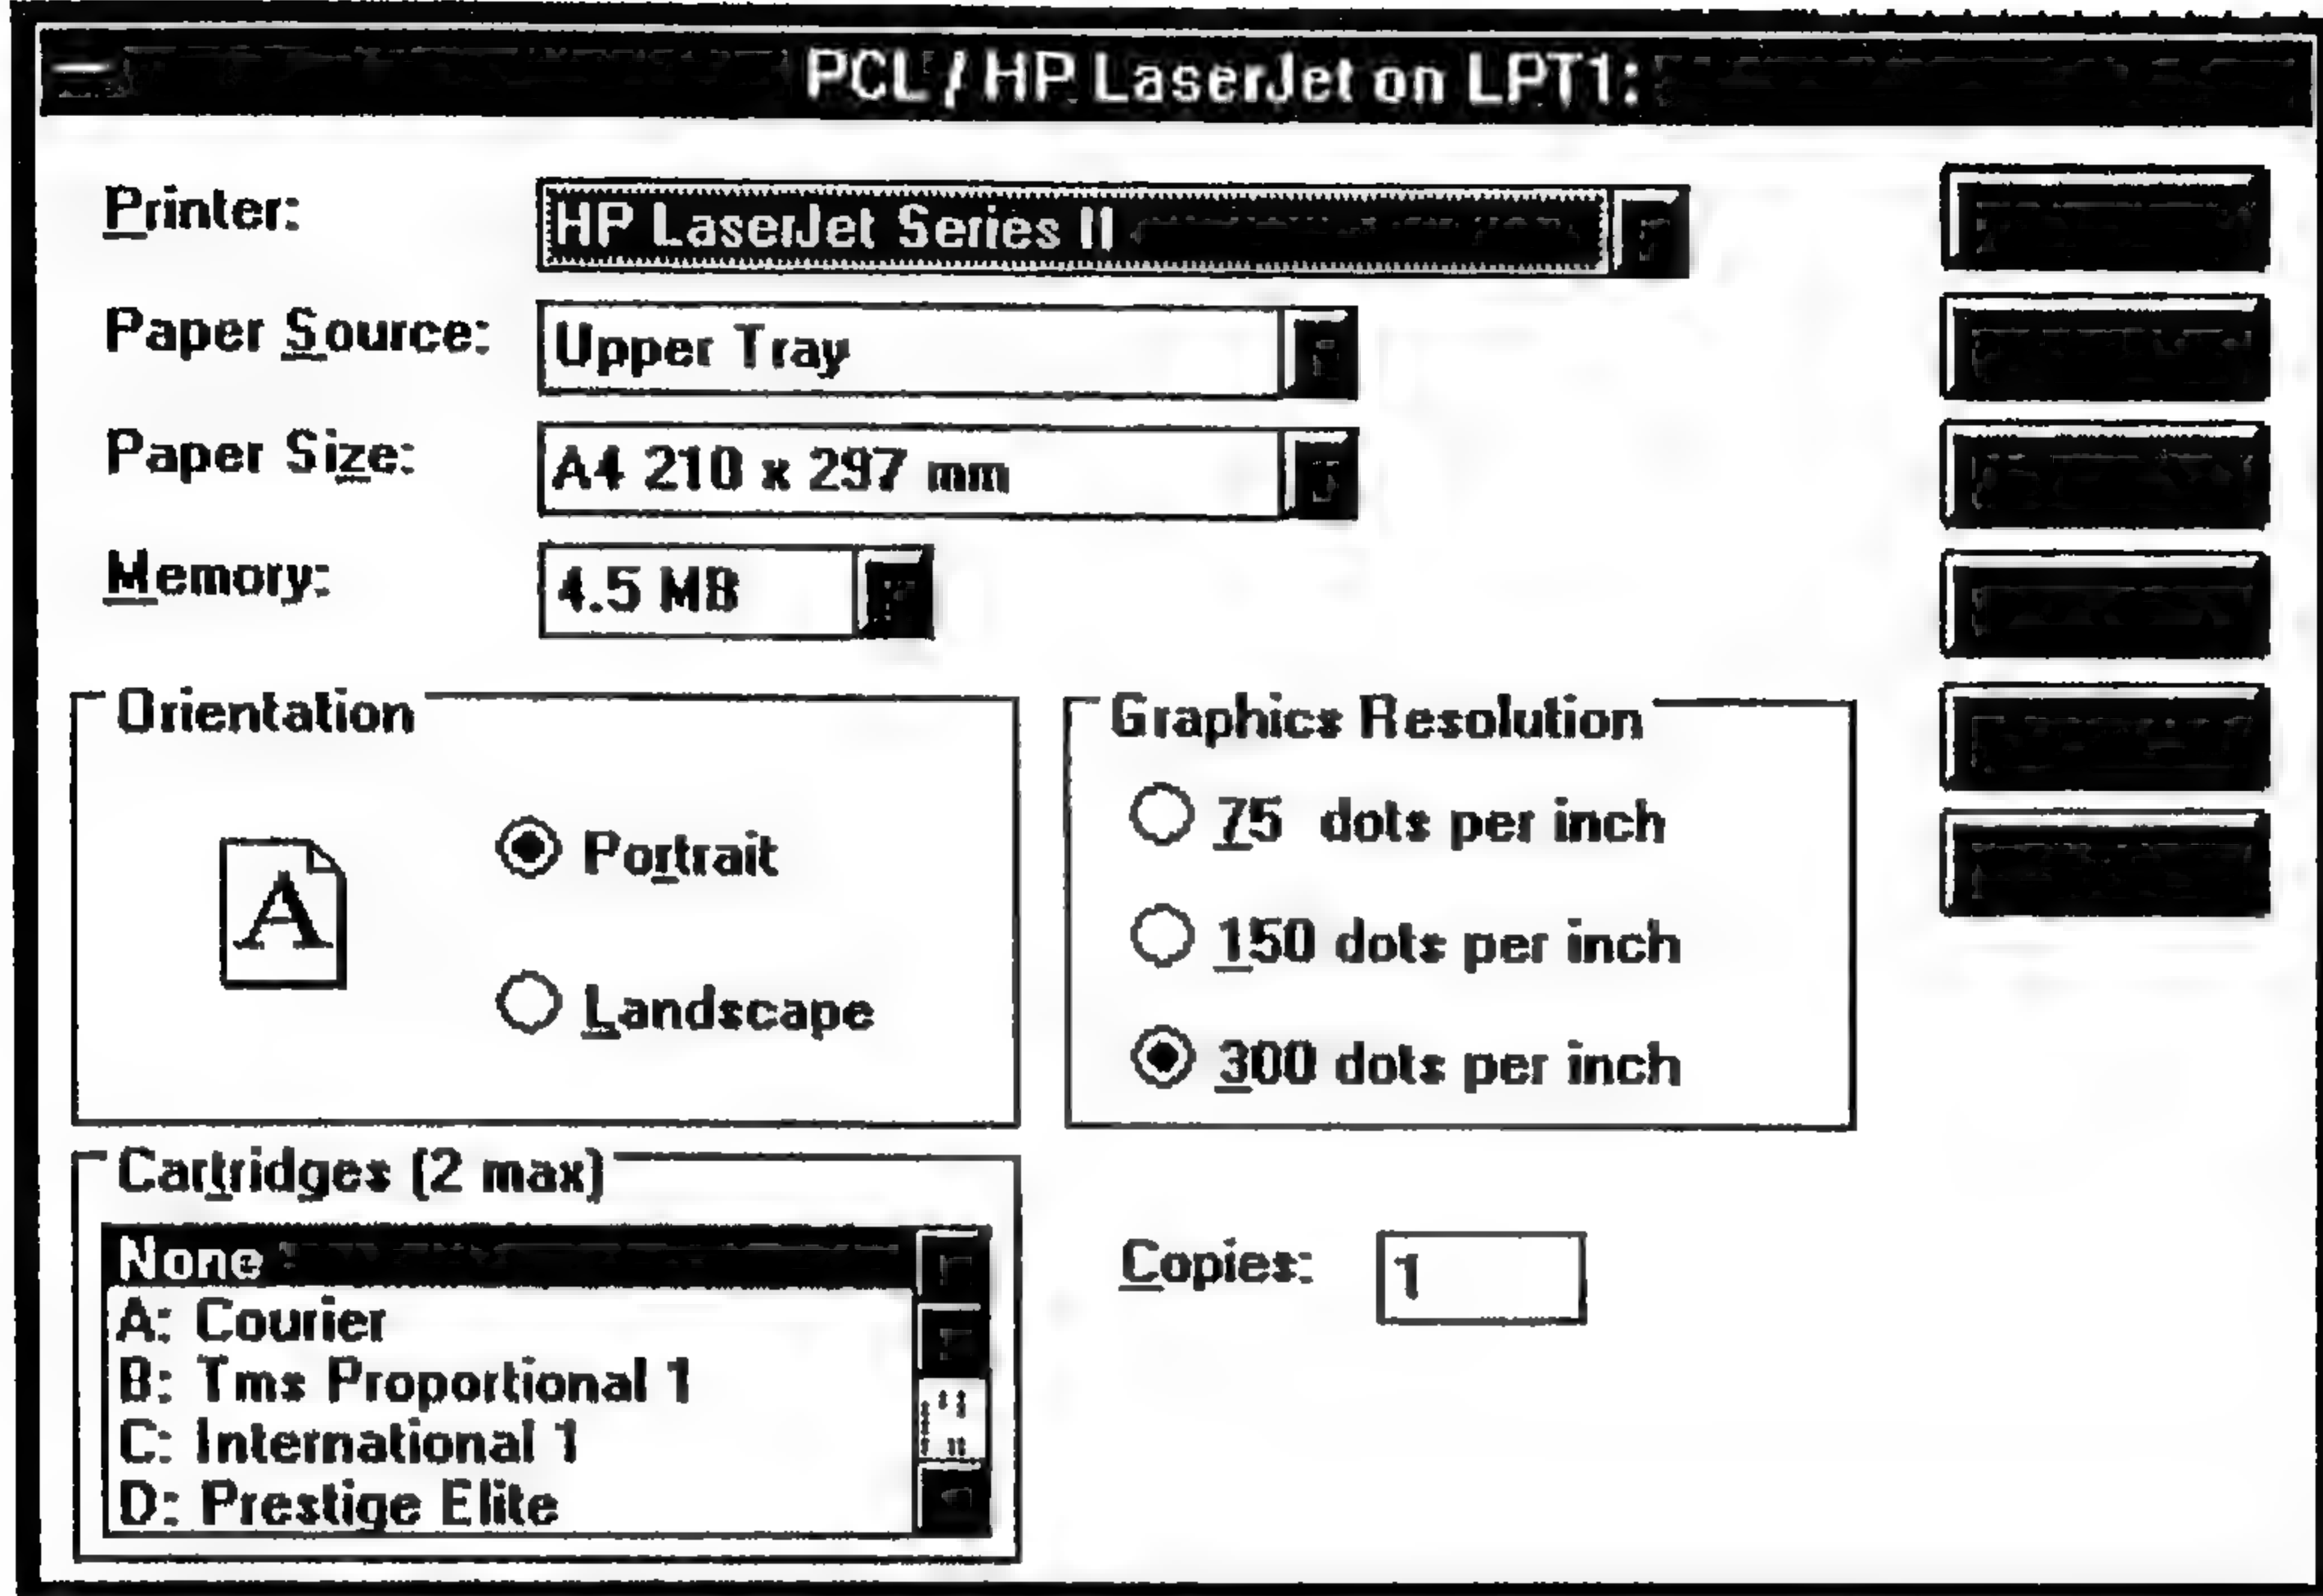 PCL / HP LaserJet on LPT1:
Printer: HP LaserJet Series II
Paper Source: Upper Tray
Paper Size: A4 210 x 297 mm
Memory: 4.5 MB
Orientation
A
Portrait
Landscape
Graphics Resolution
75 dots per inch
150 dots per inch
300 dots per inch
Cartridges (2 max)
None
A: Courier
B: Tms Proportional 1
C: International 1
D: Prestige Elite
Copies: 1